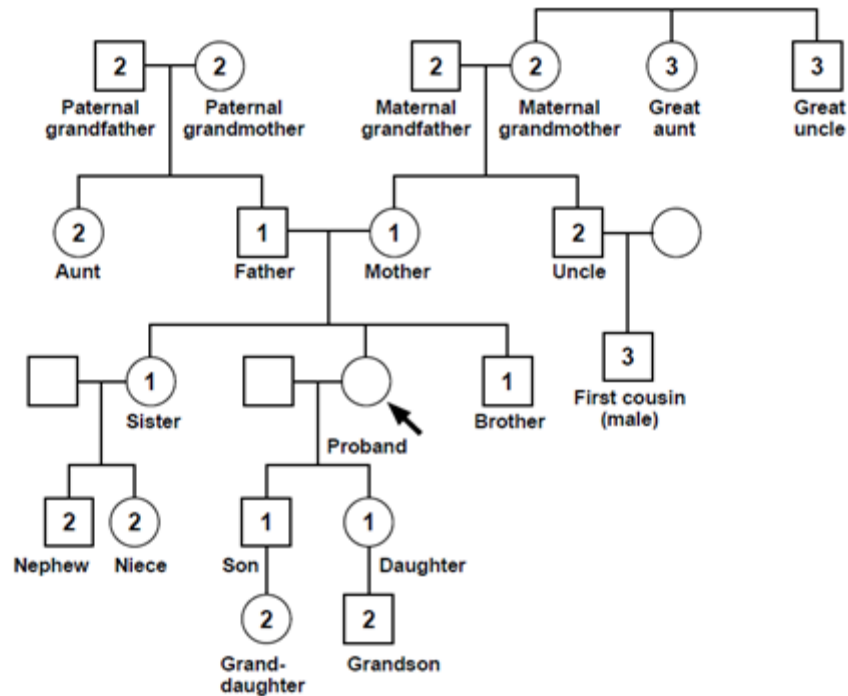 2 2 2 2 3 3
Paternal grandfather
Paternal grandmother
Maternal grandfather
Maternal grandmother
Great aunt
Great uncle
2 1 1 2
Aunt Father Mother Uncle
1 1 3
Sister Brother First cousin
(male)
Proband
2 2 1 1
Nephew Niece Son Daughter
2 2
Grand-
daughter
Grandson